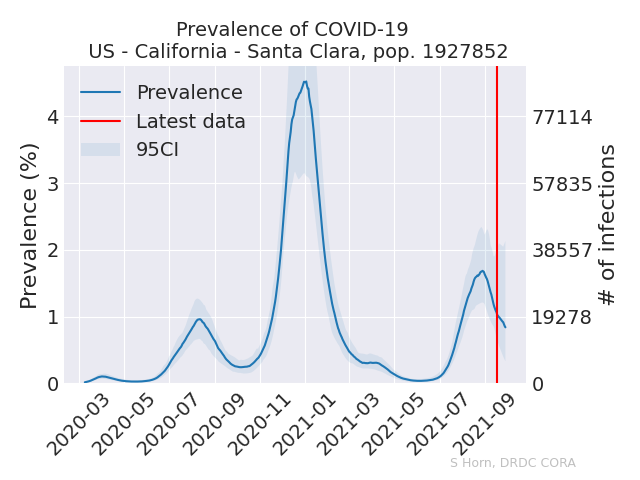 Prevalence of COVID-19
US - California - Santa Clara, pop. 1927852
Prevalence
Latest data
95CI
Prevalence (%)
4
3
2
1
0
77114
57835
38557
19278
0
# of infections
2020-03
2020-05
2020-07
2020-09
2020-11
2021-01
2021-03
2021-05
2021-07
2021-09
S Horn, DRDC CORA